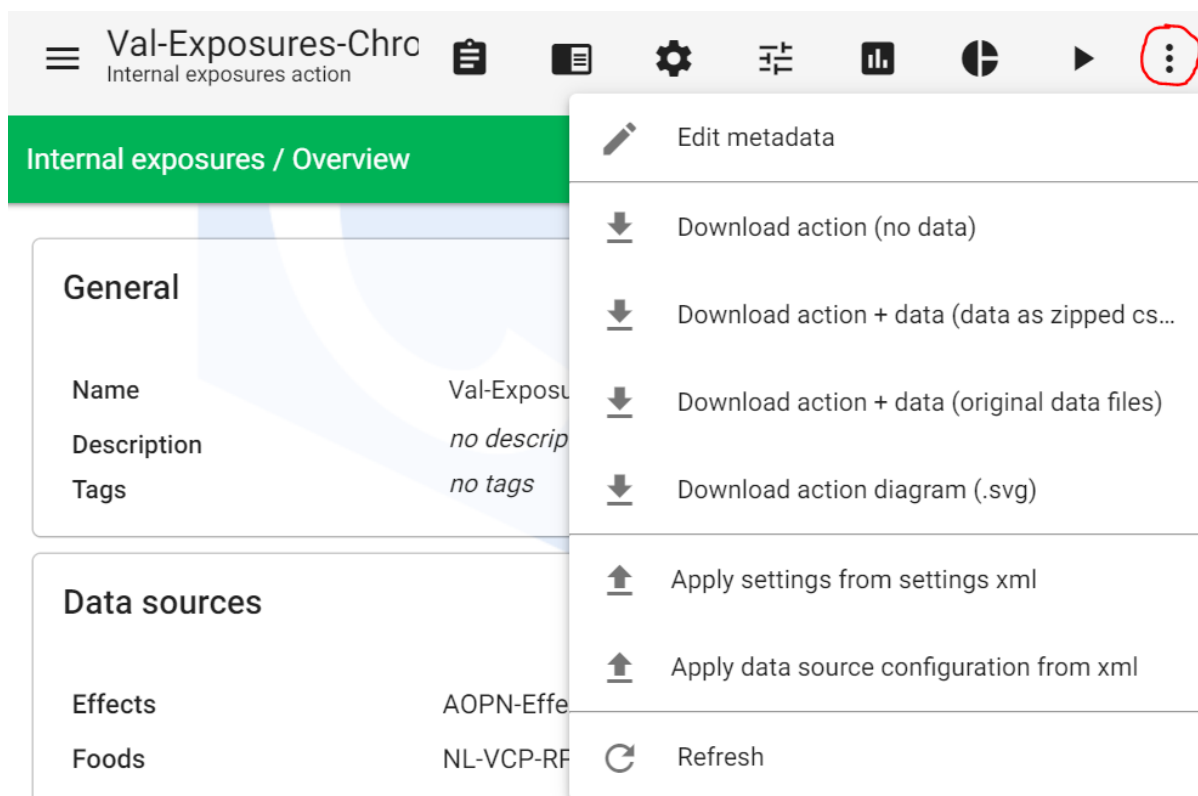 Val-Exposures-Chro
Internal exposures action
Internal exposures / Overview
General
Name Val-Exposu
Description no descrip
Tags no tags
Data sources
Effects AOPN-Effe
Foods NL-VCP-RP
Edit metadata
Download action (no data)
Download action + data (data as zipped cs...
Download action + data (original data files)
Download action diagram (.svg)
Apply settings from settings xml
Apply data source configuration from xml
Refresh